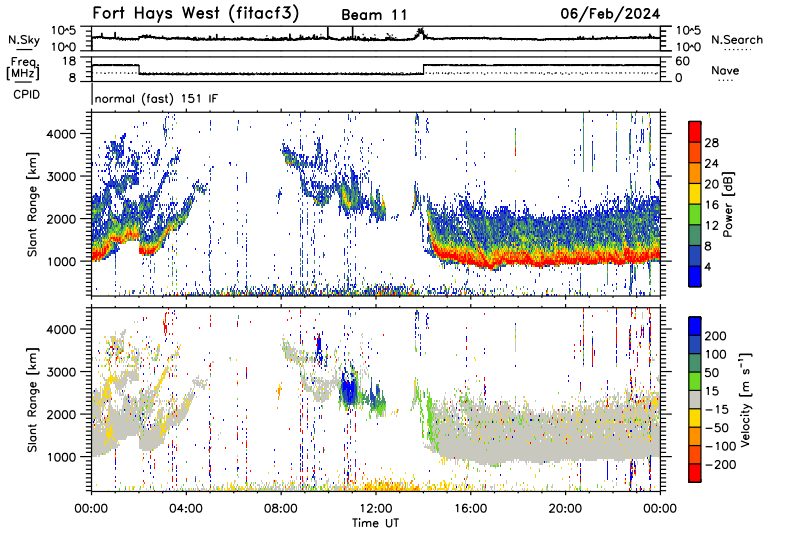 Fort Hays West (fitacf3) Beam 11 06/Feb/2024
N.Sky 10^5 10^0 10^5 10^0 N.Search
Freq. [MHz] 18 8 60 0 Nave
CPID normal (fast) 151 IF
Slant Range [km] 4000 3000 2000 1000
Power [dB] 28 24 20 16 12 8 4
Slant Range [km] 4000 3000 2000 1000
Velocity [m s⁻¹] 200 100 50 15 −15 −50 −100 −200
00:00 04:00 08:00 12:00 16:00 20:00 00:00
Time UT